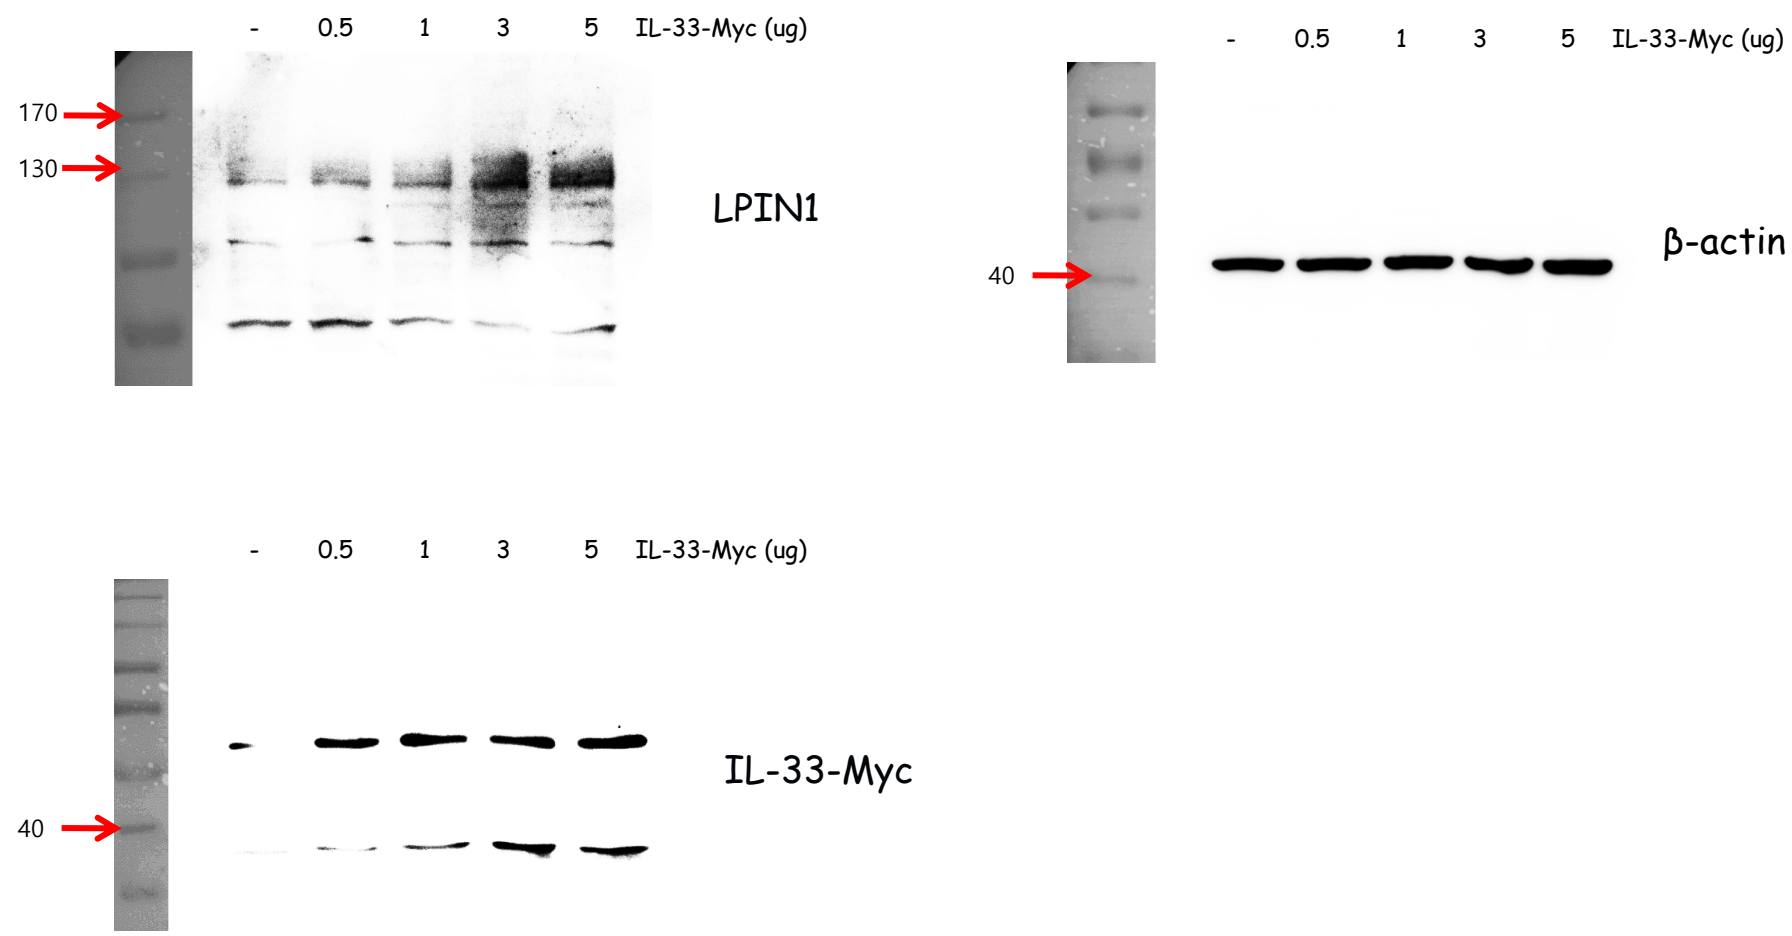 - 0.5 1 3 5 IL-33-Myc (ug)
170
130
LPIN1
- 0.5 1 3 5 IL-33-Myc (ug)
40
β-actin
- 0.5 1 3 5 IL-33-Myc (ug)
40
IL-33-Myc